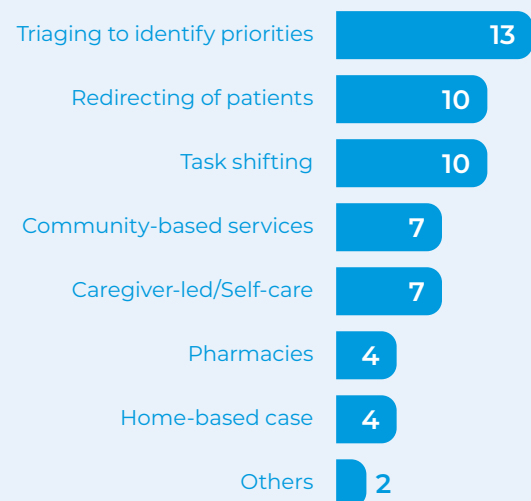 Triaging to identify priorities 13
Redirecting of patients 10
Task shifting 10
Community-based services 7
Caregiver-led/Self-care 7
Pharmacies 4
Home-based case 4
Others 2